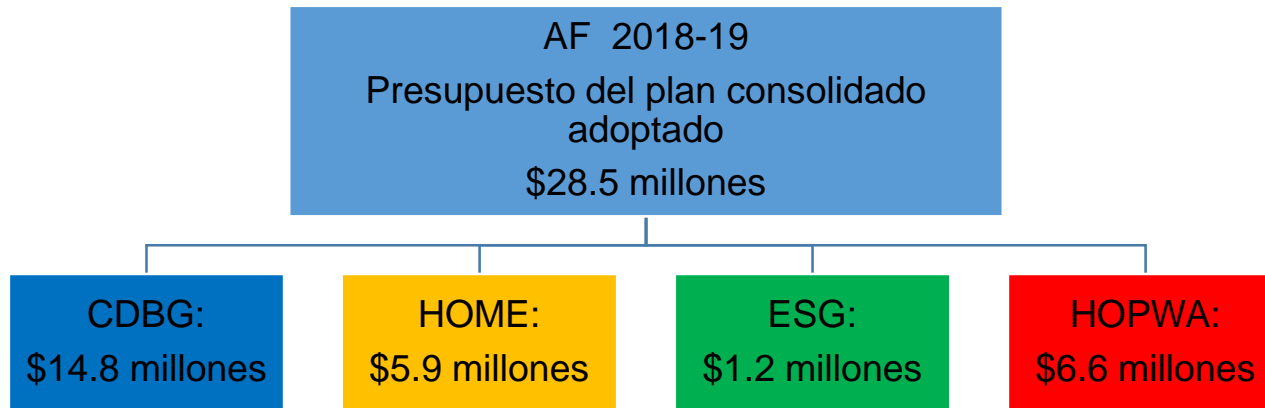 AF 2018-19
Presupuesto del plan consolidado
adoptado
$28.5 millones
CDBG:
$14.8 millones
HOME:
$5.9 millones
ESG:
$1.2 millones
HOPWA:
$6.6 millones